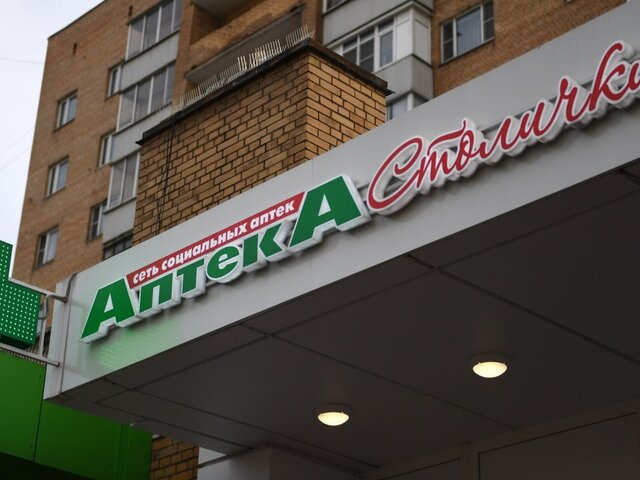 сеть социальных аптек
АптекА
Столички